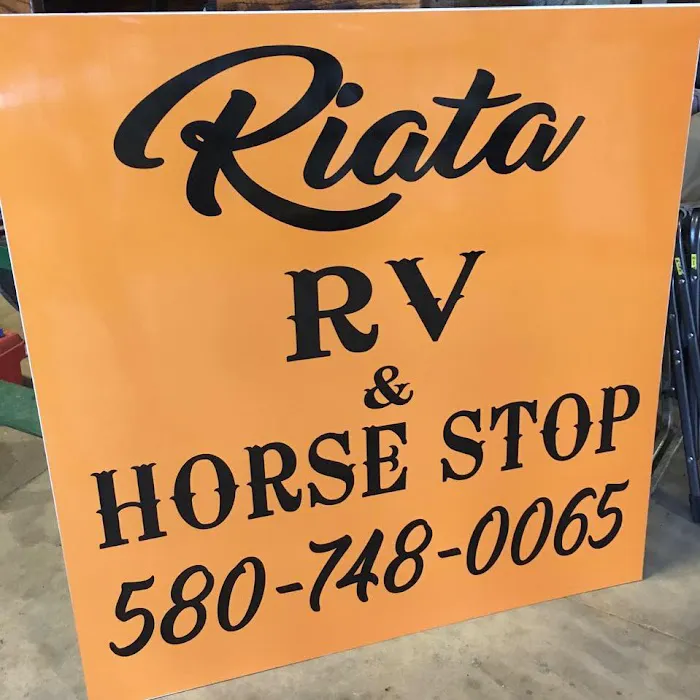 Riata
RV
&
HORSE STOP
580-748-0065